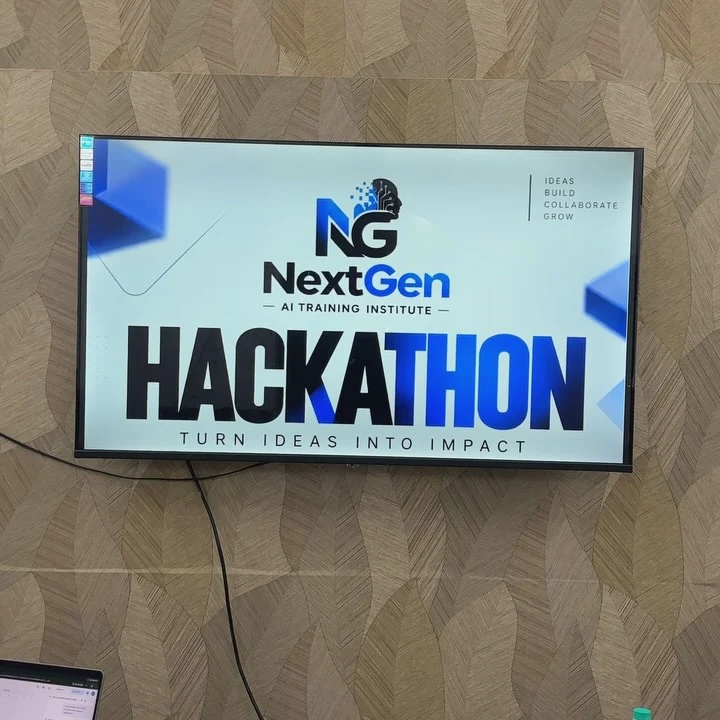 IDEAS
BUILD
COLLABORATE
GROW
NG
NextGen
AI TRAINING INSTITUTE
HACKATHON
TURN IDEAS INTO IMPACT